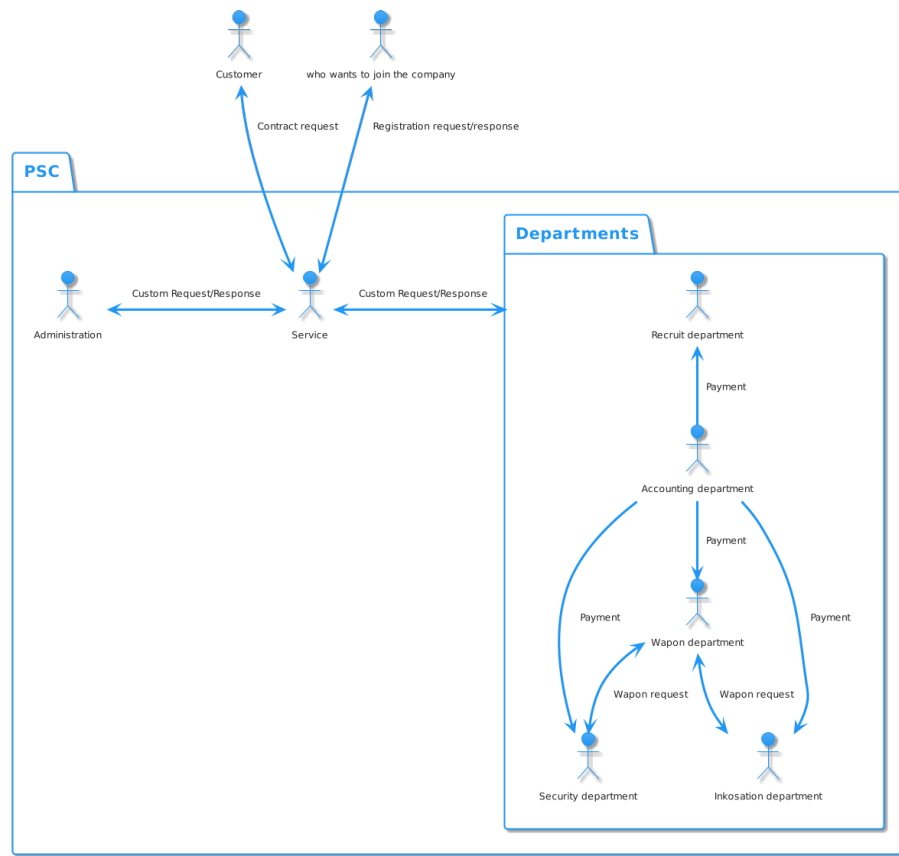 Customer
who wants to join the company
Contract request
Registration request/response
PSC
Departments
Administration
Custom Request/Response
Service
Custom Request/Response
Recruit department
Payment
Accounting department
Payment
Payment
Payment
Wapon department
Wapon request
Wapon request
Security department
Inkosation department